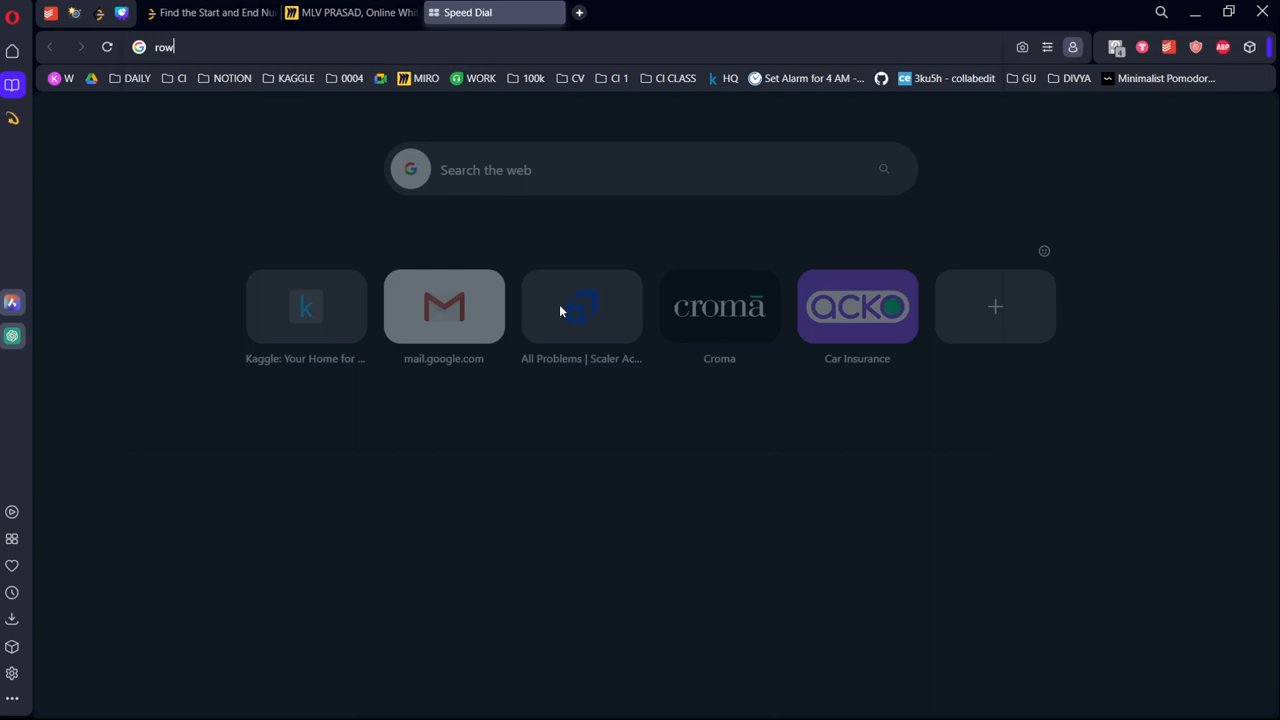 Find the Start and End Nu
MLV PRASAD, Online Whit
Speed Dial
row
W
DAILY
CI
NOTION
KAGGLE
0004
MIRO
WORK
100k
CV
CI 1
CI CLASS
HQ
Set Alarm for 4 AM -...
3ku5h - collabedit
GU
DIVYA
Minimalist Pomodor...
Search the web
k
croma
acko
Kaggle: Your Home for ...
mail.google.com
All Problems | Scaler Ac...
Croma
Car Insurance